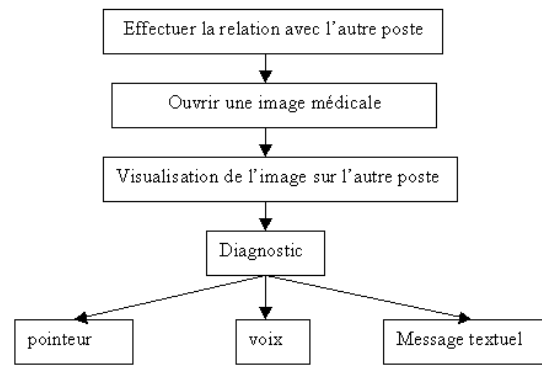 Effectuer la relation avec l'autre poste
Ouvrir une image médicale
Visualisation de l'image sur l'autre poste
Diagnostic
pointeur
voix
Message textuel